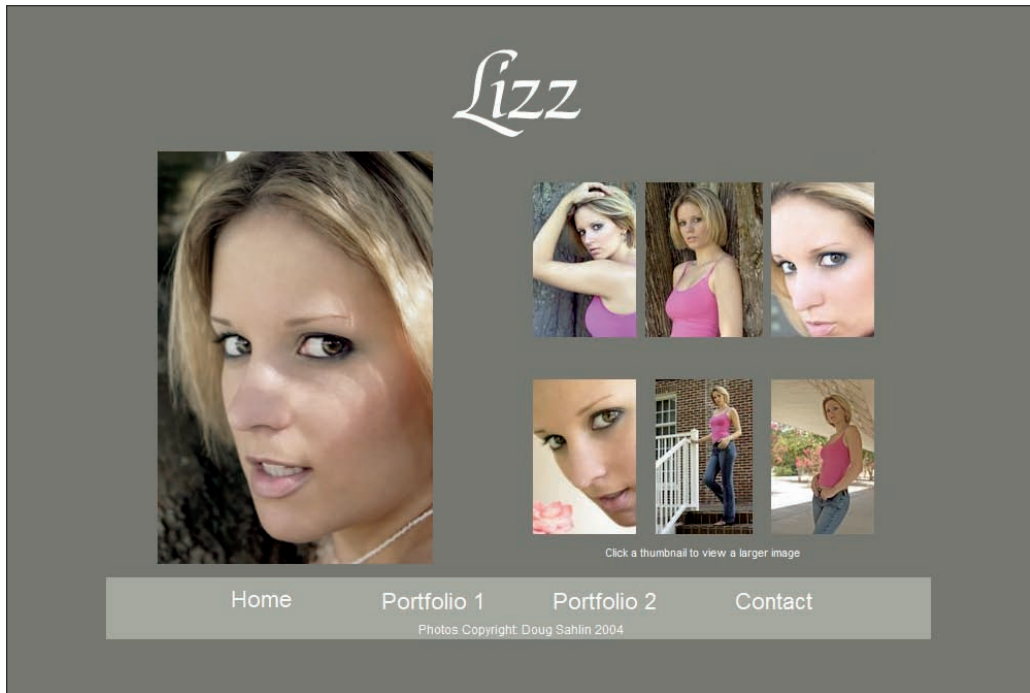 Lizz
Click a thumbnail to view a larger image
Home Portfolio 1 Portfolio 2 Contact
Photos Copyright: Doug Sahlin 2004